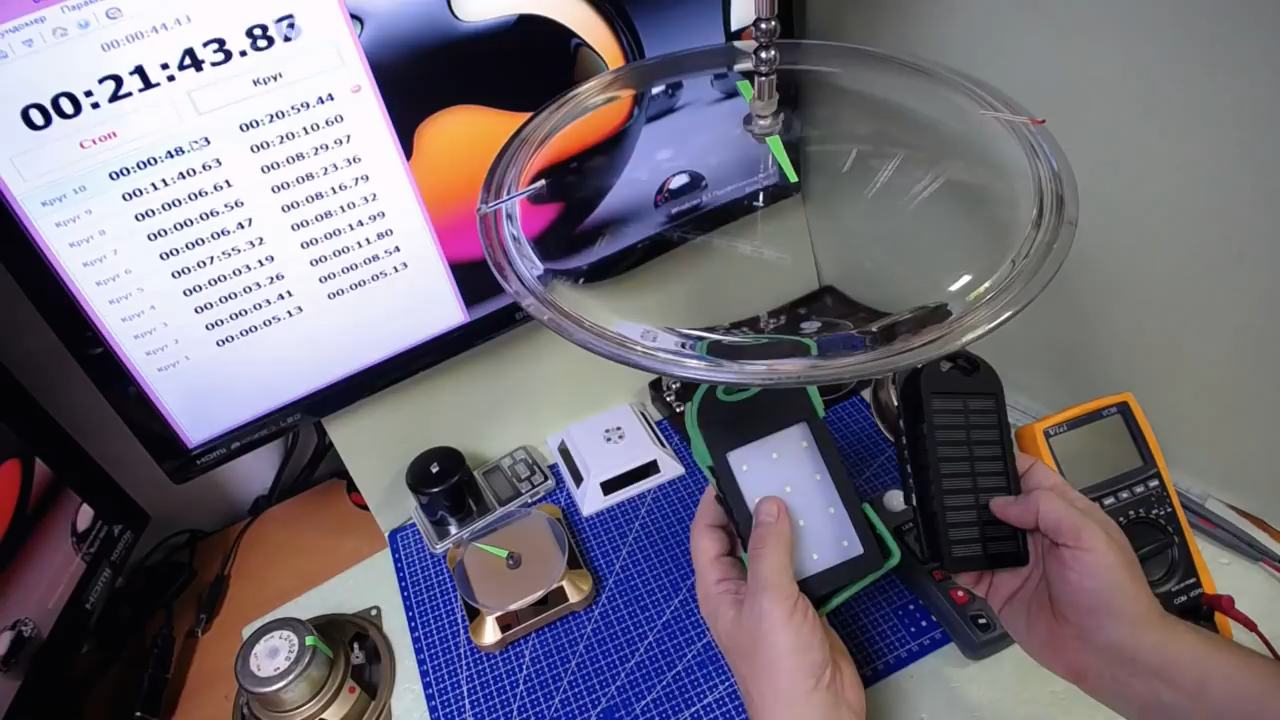 Параме
00:00:44.43
00:21:43.87
Круг
Стоп
Круг 10 00:00:48.83 00:20:59.44
Круг 9 00:11:40.63 00:20:10.60
Круг 8 00:00:06.61 00:08:29.97
Круг 7 00:00:06.56 00:08:23.36
Круг 6 00:00:06.47 00:08:16.79
Круг 5 00:07:55.32 00:08:10.32
Круг 4 00:00:03.19 00:00:14.99
Круг 3 00:00:03.26 00:00:11.80
Круг 2 00:00:03.41 00:00:08.54
Круг 1 00:00:05.13 00:00:05.13
HDMI
HDMI
Vici
COM